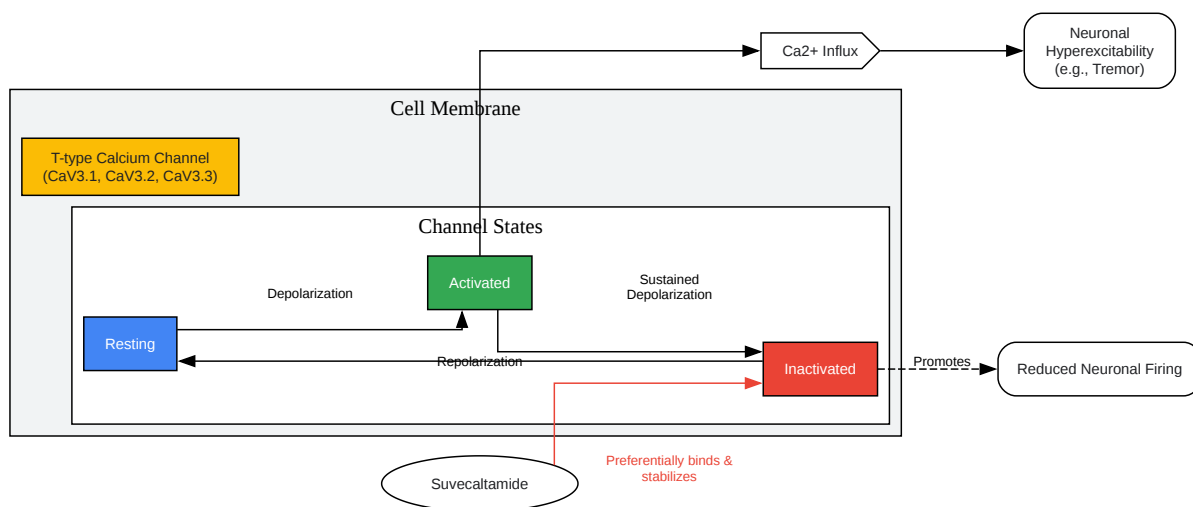 Ca2+ Influx
Neuronal
Hyperexcitability
(e.g., Tremor)
Cell Membrane
T-type Calcium Channel
(CaV3.1, CaV3.2, CaV3.3)
Channel States
Activated
Depolarization
Sustained
Depolarization
Resting
Repolarization
Inactivated
Promotes
Reduced Neuronal Firing
Preferentially binds &
stabilizes
Suvecaltamide